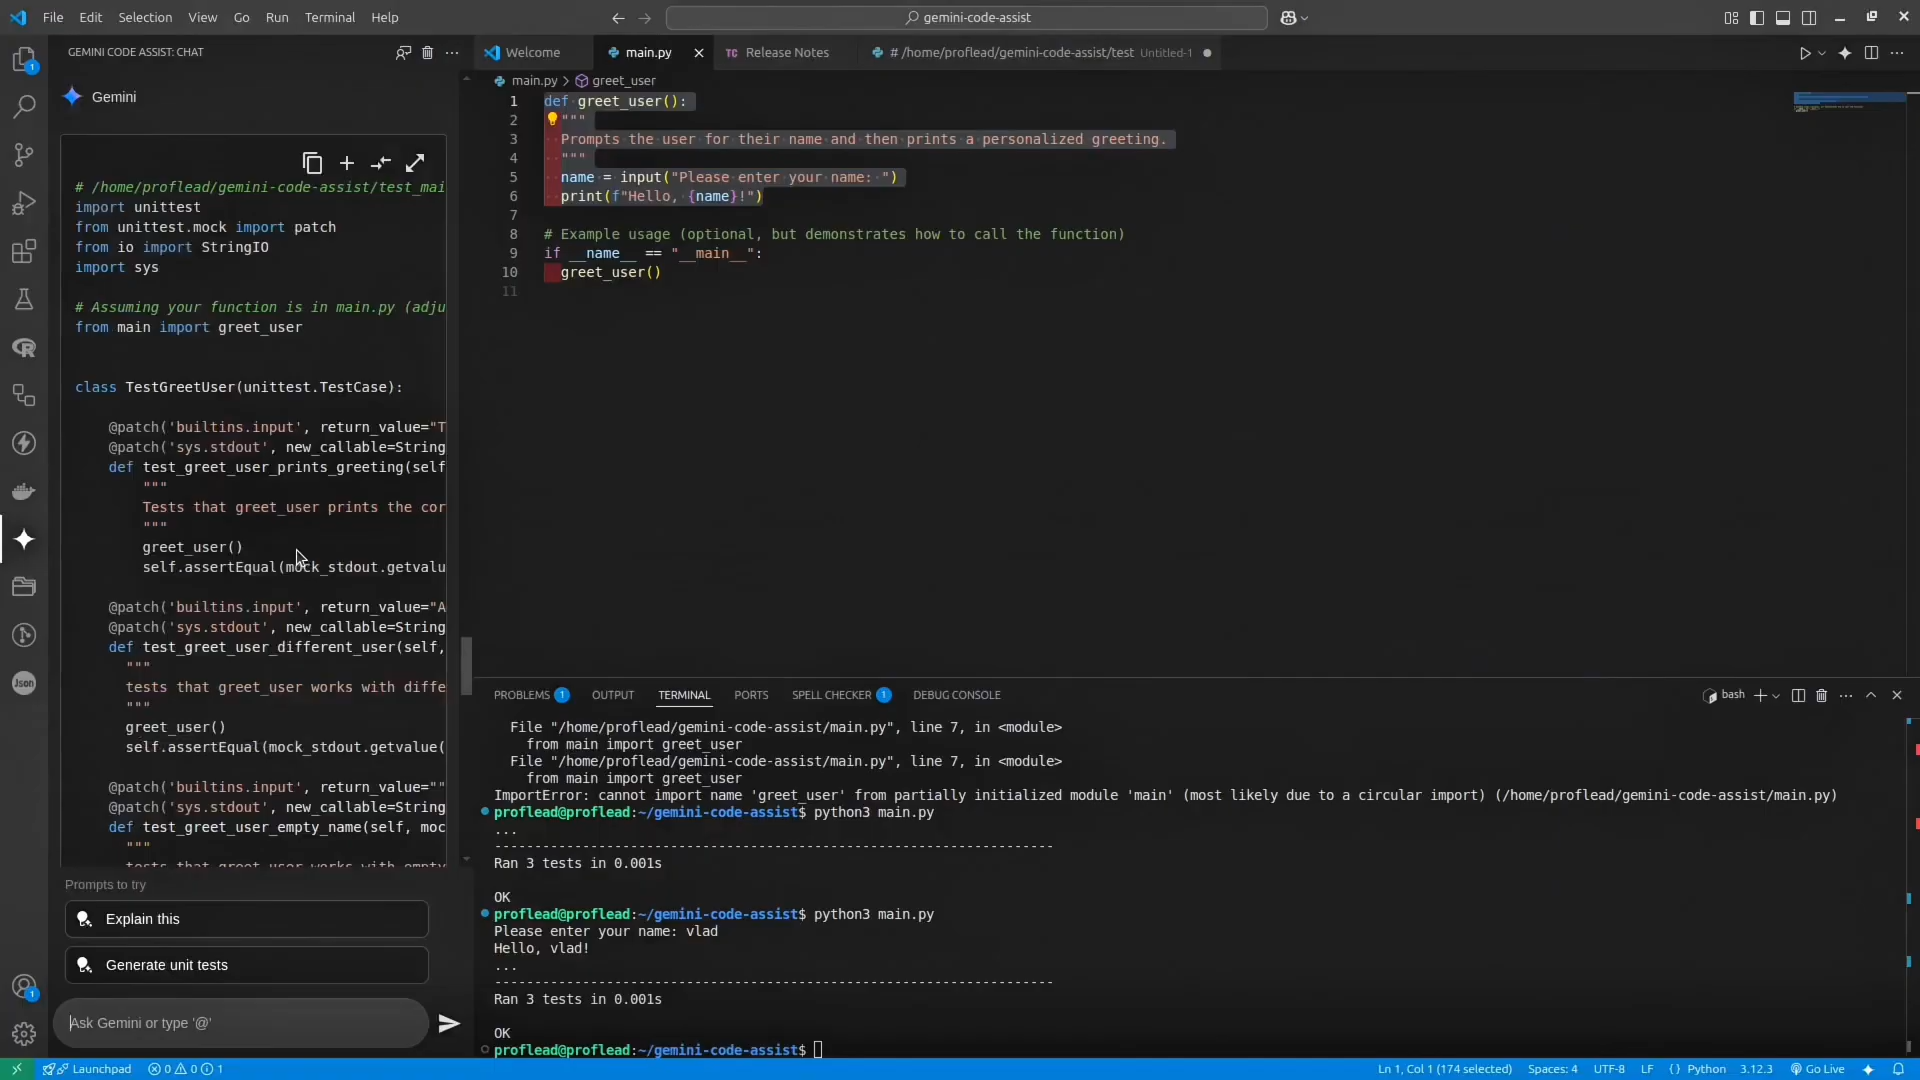 File Edit Selection View Go Run Terminal Help
gemini-code-assist
GEMINI CODE ASSIST: CHAT
Gemini
# /home/proflead/gemini-code-assist/test_mai
import unittest
from unittest.mock import patch
from io import StringIO
import sys
# Assuming your function is in main.py (adju
from main import greet_user
class TestGreetUser(unittest.TestCase):
@patch('builtins.input', return_value="T
@patch('sys.stdout', new_callable=String
def test_greet_user_prints_greeting(self
"""
Tests that greet_user prints the cor
"""
greet_user()
self.assertEqual(mock_stdout.getvalu
@patch('builtins.input', return_value="A
@patch('sys.stdout', new_callable=String
def test_greet_user_different_user(self,
"""
tests that greet_user works with diffe
"""
greet_user()
self.assertEqual(mock_stdout.getvalue(
@patch('builtins.input', return_value=""
@patch('sys.stdout', new_callable=String
def test_greet_user_empty_name(self, moc
"""
tests that greet_user works with empty
Prompts to try
Explain this
Generate unit tests
Ask Gemini or type '@'
Welcome main.py Release Notes # /home/proflead/gemini-code-assist/test Untitled-1
main.py > greet_user
1 def greet_user():
2 """
3 Prompts the user for their name and then prints a personalized greeting.
4 """
5 name = input("Please enter your name: ")
6 print(f"Hello, {name}!")
7
8 # Example usage (optional, but demonstrates how to call the function)
9 if __name__ == "__main__":
10 greet_user()
11
PROBLEMS 1 OUTPUT TERMINAL PORTS SPELL CHECKER 1 DEBUG CONSOLE
bash
File "/home/proflead/gemini-code-assist/main.py", line 7, in <module>
from main import greet_user
File "/home/proflead/gemini-code-assist/main.py", line 7, in <module>
from main import greet_user
ImportError: cannot import name 'greet_user' from partially initialized module 'main' (most likely due to a circular import) (/home/proflead/gemini-code-assist/main.py)
proflead@proflead:~/gemini-code-assist$ python3 main.py
...
----------------------------------------------------------------------
Ran 3 tests in 0.001s
OK
proflead@proflead:~/gemini-code-assist$ python3 main.py
Please enter your name: vlad
Hello, vlad!
...
----------------------------------------------------------------------
Ran 3 tests in 0.001s
OK
proflead@proflead:~/gemini-code-assist$
1
R
Json
1
Launchpad 0 0 1
Ln 1, Col 1 (174 selected) Spaces: 4 UTF-8 LF { } Python 3.12.3 Go Live